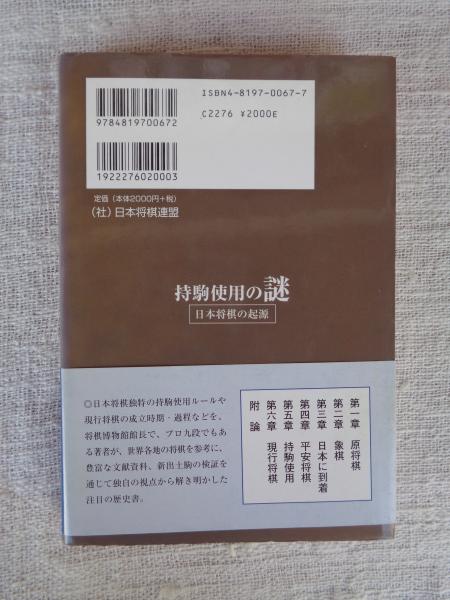 ISBN4-8197-0067-7
C2276 ¥2000E
9784819700672
1922276020003
定価（本体2000円+税）
（社）日本将棋連盟
持駒使用の謎
日本将棋の起源
第一章 原将棋
第二章 象棋
第三章 日本に到着
第四章 平安将棋
第五章 持駒使用
第六章 現行将棋
附論
◎日本将棋独特の持駒使用ルールや
現行将棋の成立時期・過程などを、
将棋博物館館長で、プロ九段でもあ
る著者が、世界各地の将棋を参考に、
豊富な文献資料、新出土駒の検証を
通じて独自の視点から解き明かした
注目の歴史書。